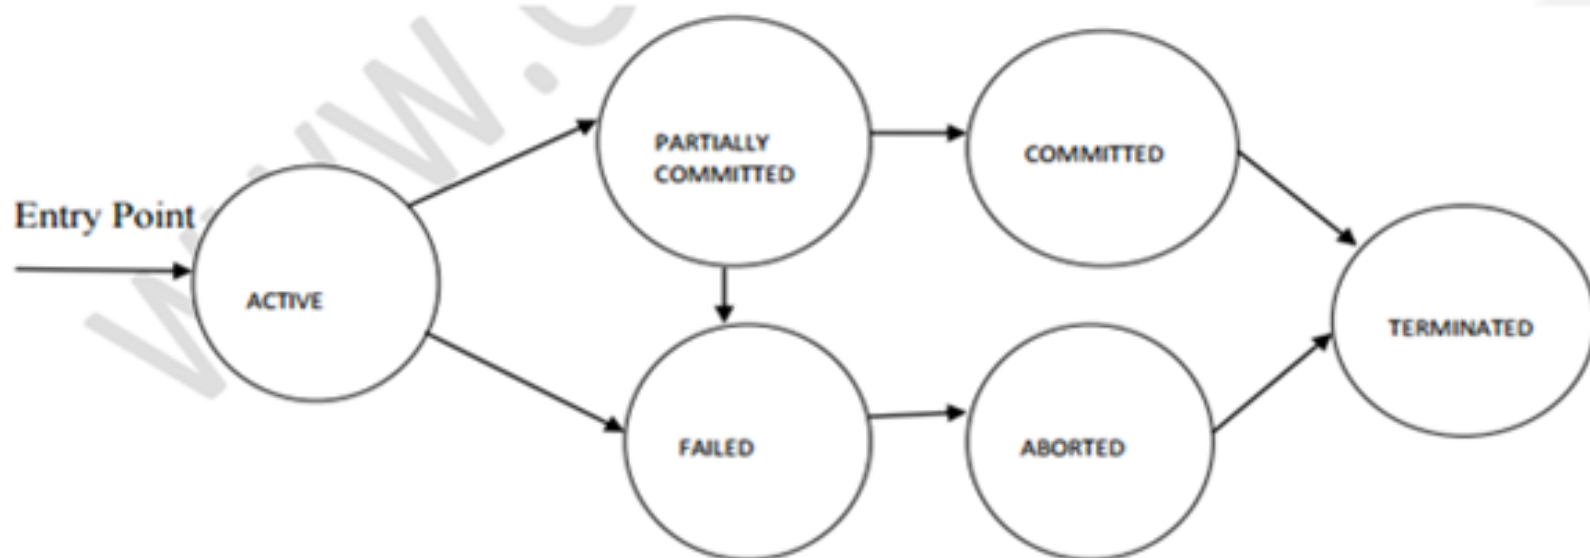 PARTIALLY
COMMITTED
COMMITTED
Entry Point
ACTIVE
TERMINATED
FAILED
ABORTED